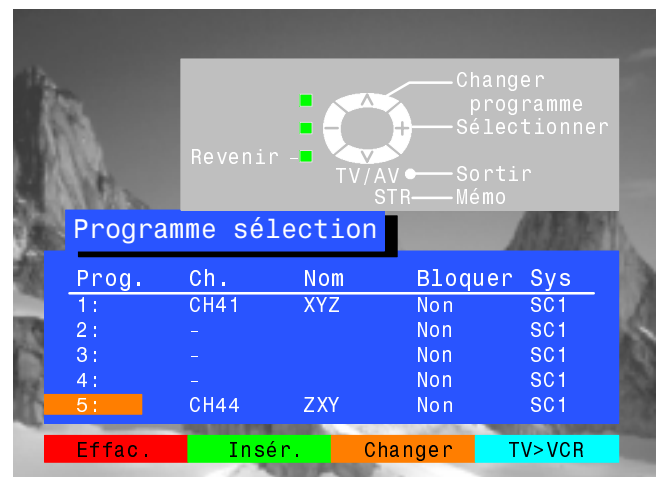 Changer
programme
Sélectionner
Revenir
TV/AV Sortir
STR Mémo
Programme sélection
Prog. Ch. Nom Bloquer Sys
1: CH41 XYZ Non SC1
2: - Non SC1
3: - Non SC1
4: - Non SC1
5: CH44 ZXY Non SC1
Effac. Insér. Changer TV>VCR